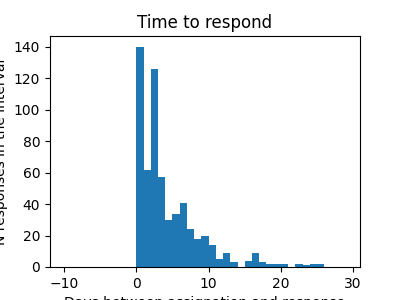 Time to respond
N responses in the interval
140
120
100
80
60
40
20
0
−10 0 10 20 30
Days between assignation and response